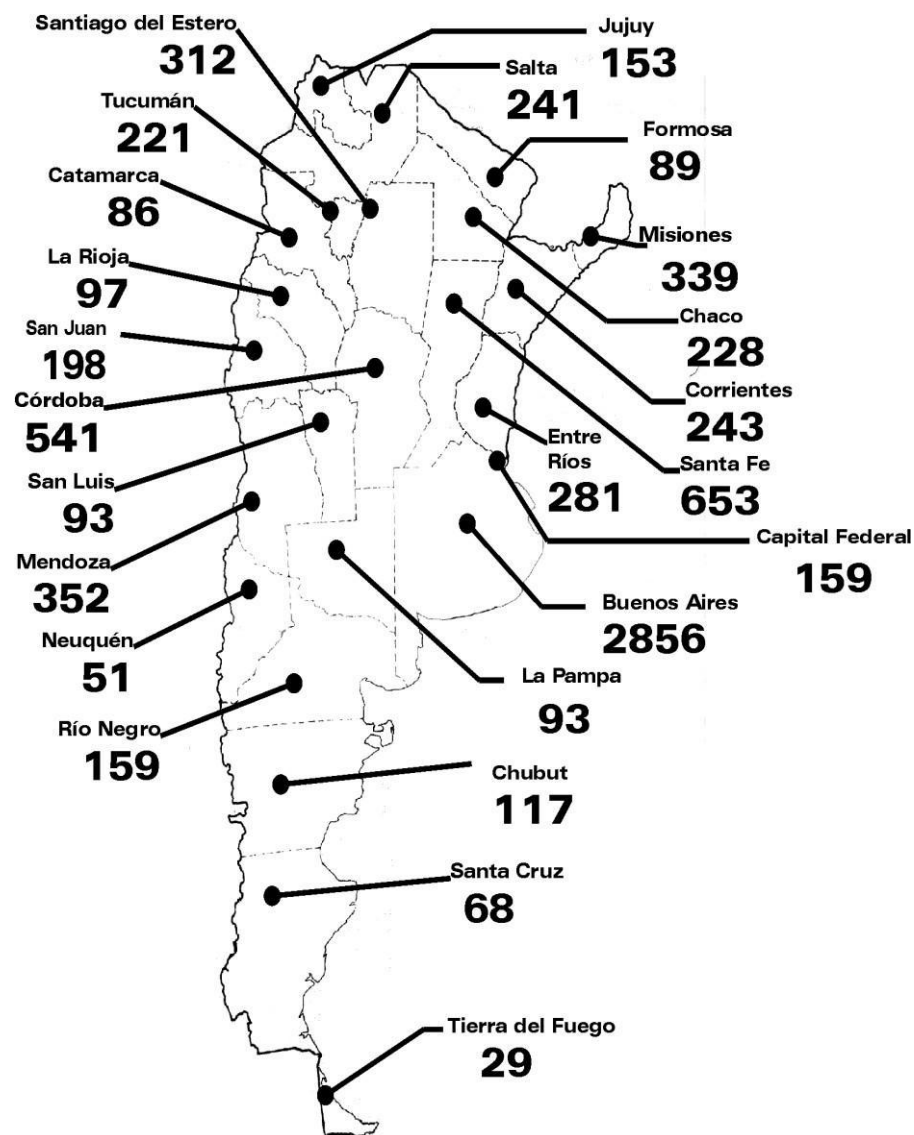 Santiago del Estero
312
Jujuy
153
Salta
241
Tucumán
221
Formosa
89
Catamarca
86
Misiones
339
La Rioja
97
Chaco
228
San Juan
198
Corrientes
243
Córdoba
541
Entre
Ríos
281
Santa Fe
653
San Luis
93
Capital Federal
159
Mendoza
352
Buenos Aires
2856
Neuquén
51
La Pampa
93
Río Negro
159
Chubut
117
Santa Cruz
68
Tierra del Fuego
29